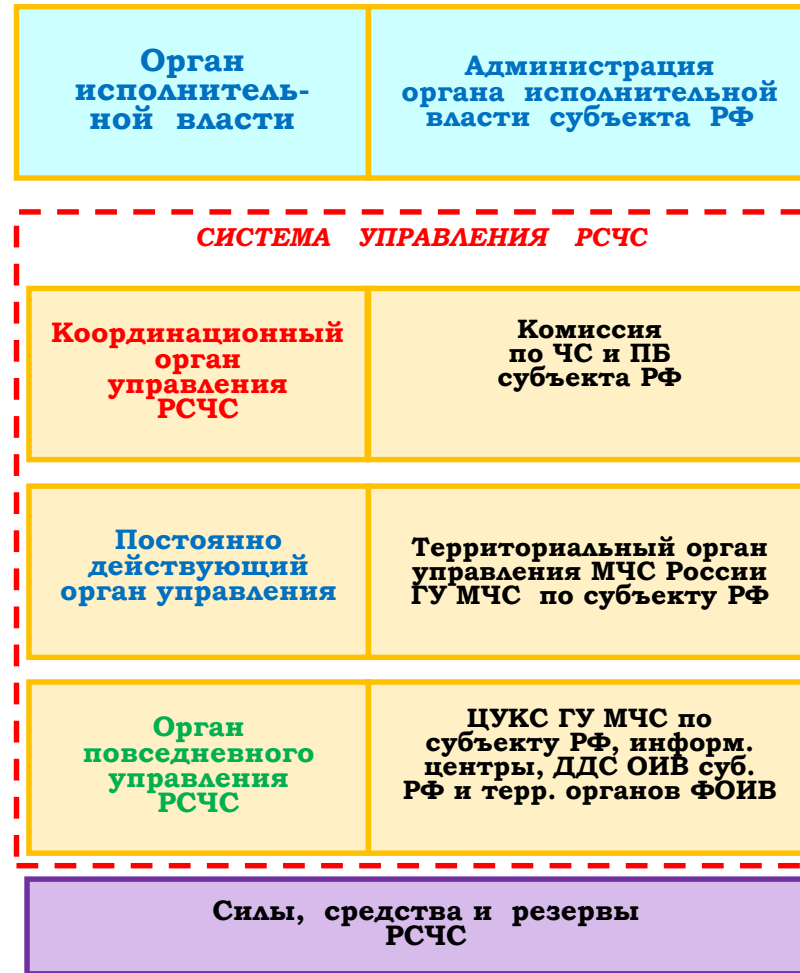 Орган
исполнитель-
ной власти
Администрация
органа исполнительной
власти субъекта РФ
СИСТЕМА УПРАВЛЕНИЯ РСЧС
Координационный
орган
управления
РСЧС
Комиссия
по ЧС и ПБ
субъекта РФ
Постоянно
действующий
орган управления
Территориальный орган
управления МЧС России
ГУ МЧС по субъекту РФ
Орган
повседневного
управления
РСЧС
ЦУКС ГУ МЧС по
субъекту РФ, информ.
центры, ДДС ОИВ суб.
РФ и терр. органов ФОИВ
Силы, средства и резервы
РСЧС